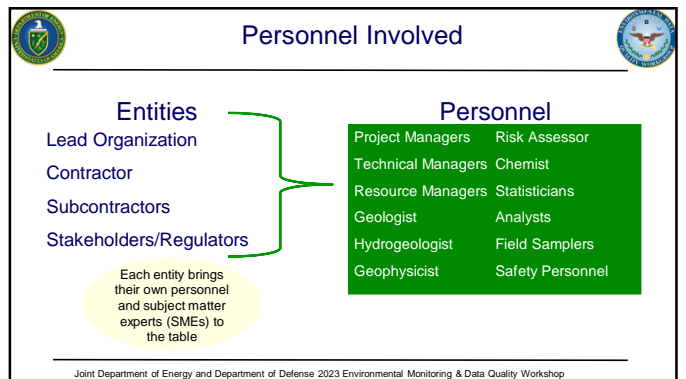 Personnel Involved
Entities
Lead Organization
Contractor
Subcontractors
Stakeholders/Regulators
Each entity brings
their own personnel
and subject matter
experts (SMEs) to
the table
Personnel
Project Managers Risk Assessor
Technical Managers Chemist
Resource Managers Statisticians
Geologist Analysts
Hydrogeologist Field Samplers
Geophysicist Safety Personnel
Joint Department of Energy and Department of Defense 2023 Environmental Monitoring & Data Quality Workshop